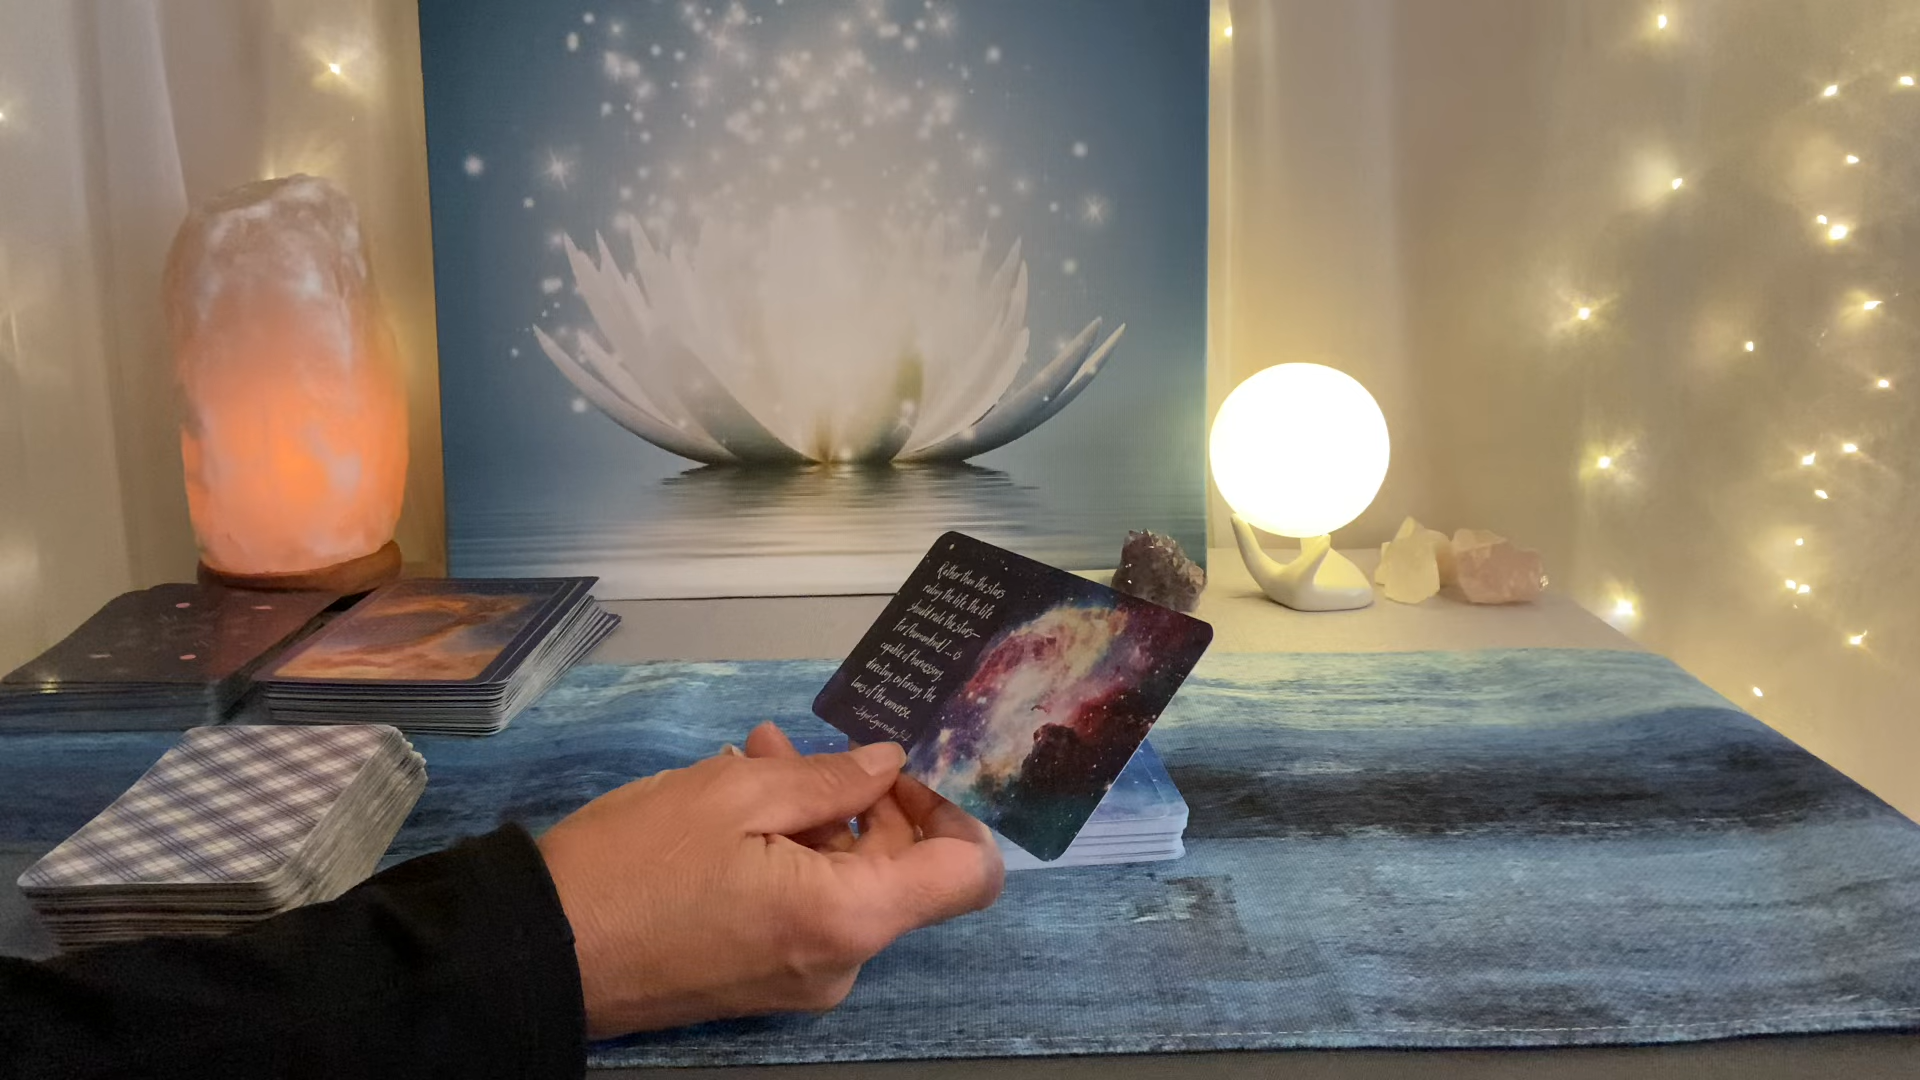 Rather than the stars
ruling the life, the life
should rule the stars—
for [humankind] ... is
capable of harnessing,
directing, enforcing, the
laws of the universe.
—Edgar Cayce reading